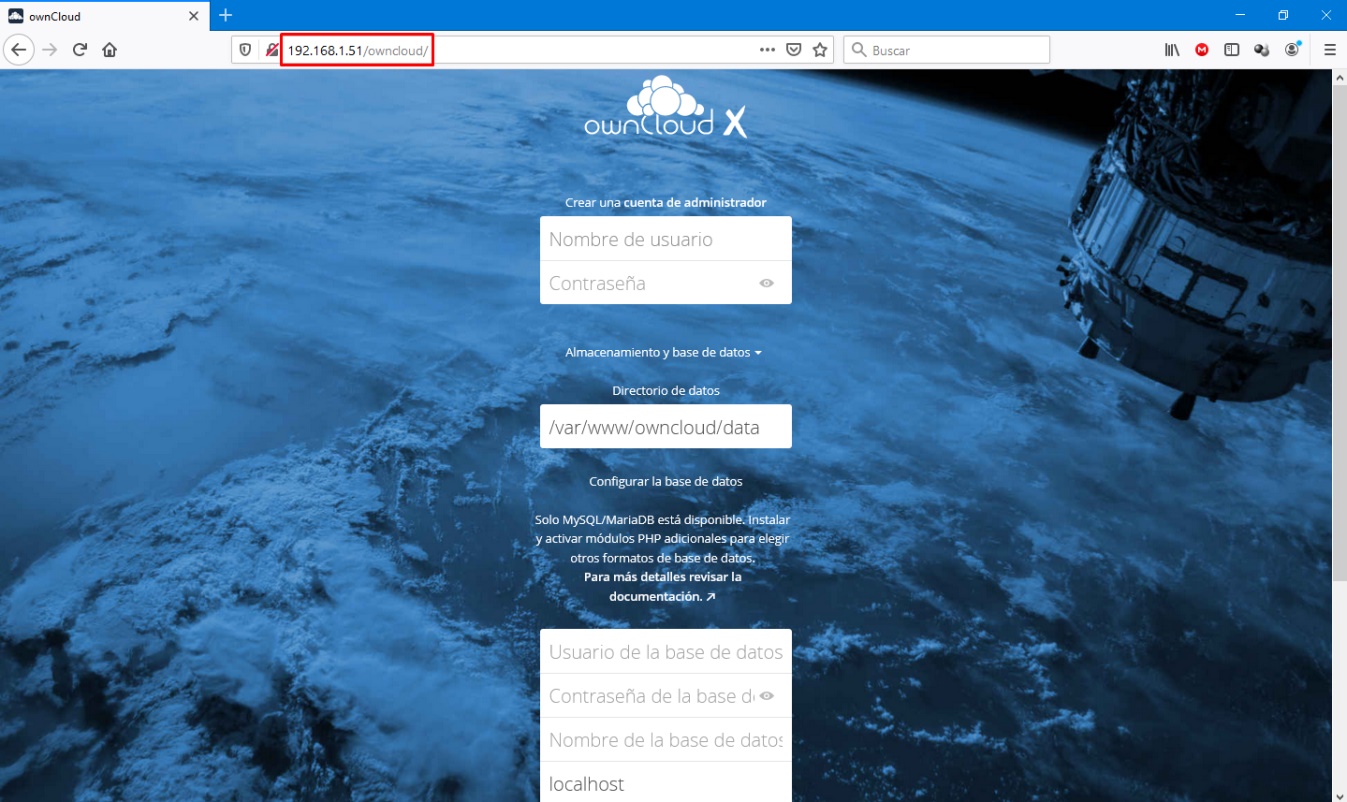 ownCloud
192.168.1.51/owncloud/
Buscar
ownCloud X
Crear una cuenta de administrador
Nombre de usuario
Contraseña
Almacenamiento y base de datos
Directorio de datos
/var/www/owncloud/data
Configurar la base de datos
Solo MySQL/MariaDB está disponible. Instalar
y activar módulos PHP adicionales para elegir
otros formatos de base de datos.
Para más detalles revisar la
documentación.
Usuario de la base de datos
Contraseña de la base d
Nombre de la base de datos
localhost